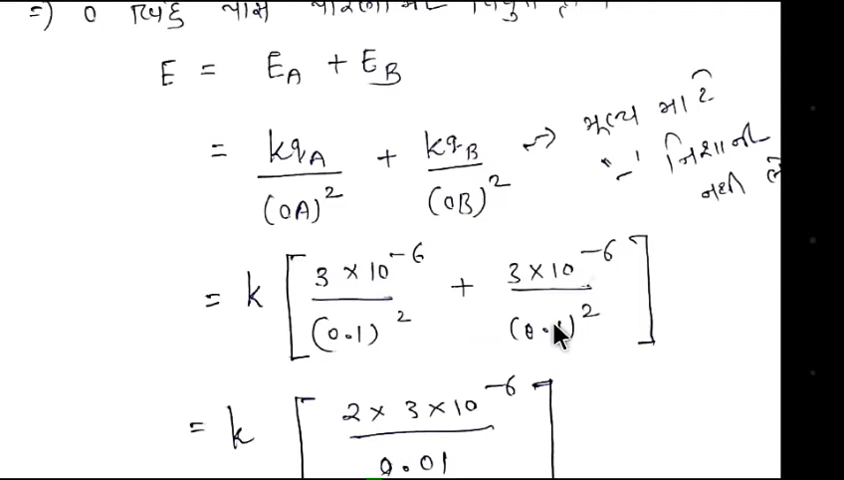 =) O બિંદુ પાસે
E = E_A + E_B
= kq_A/(OA)^2 + kq_B/(OB)^2 → મૂલ્ય માટે
"-" નિશાની
નથી
= k [ 3 × 10^-6/(0.1)^2 + 3 × 10^-6/(0.1)^2 ]
= k [ 2 × 3 × 10^-6/0.01 ]